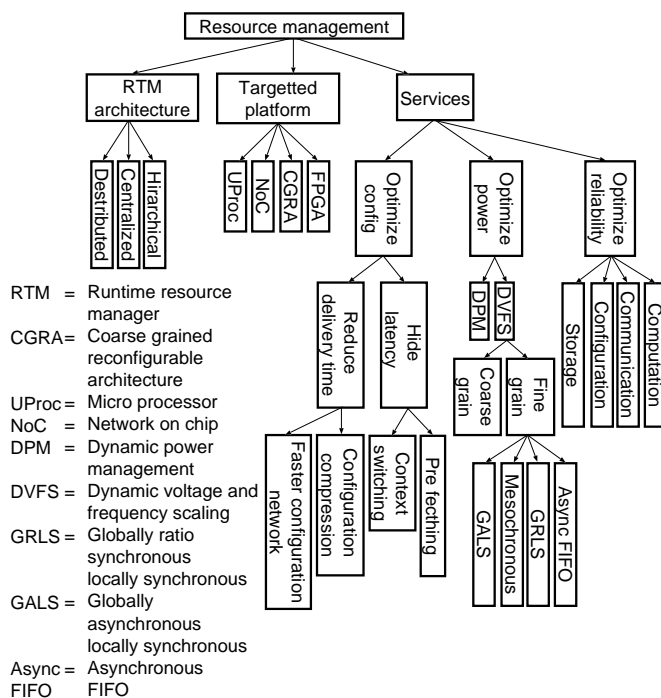 Resource management
RTM
architecture
Targetted
platform
Services
Destributed
Centralized
Hirarchical
UProc
NoC
CGRA
FPGA
Optimize
config
Optimize
power
Optimize
reliability
Reduce
delivery time
Hide
latency
DPM
DVFS
Storage
Configuration
Communication
Computation
Coarse
grain
Fine
grain
Faster configuration
network
Configuration
compression
Context
switching
Pre fecthing
GALS
Mesochronous
GRLS
Async FIFO
RTM = Runtime resource
manager
CGRA= Coarse grained
reconfigurable
architecture
UProc = Micro processor
NoC = Network on chip
DPM = Dynamic power
management
DVFS = Dynamic voltage and
frequency scaling
GRLS = Globally ratio
synchronous
locally synchronous
GALS = Globally
asynchronous
locally synchronous
Async = Asynchronous
FIFO FIFO